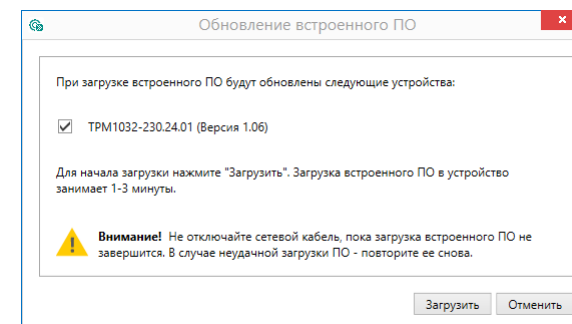 Обновление встроенного ПО
При загрузке встроенного ПО будут обновлены следующие устройства:
ТРМ1032-230.24.01 (Версия 1.06)
Для начала загрузки нажмите "Загрузить". Загрузка встроенного ПО в устройство
занимает 1-3 минуты.
Внимание! Не отключайте сетевой кабель, пока загрузка встроенного ПО не
завершится. В случае неудачной загрузки ПО - повторите ее снова.
Загрузить Отменить